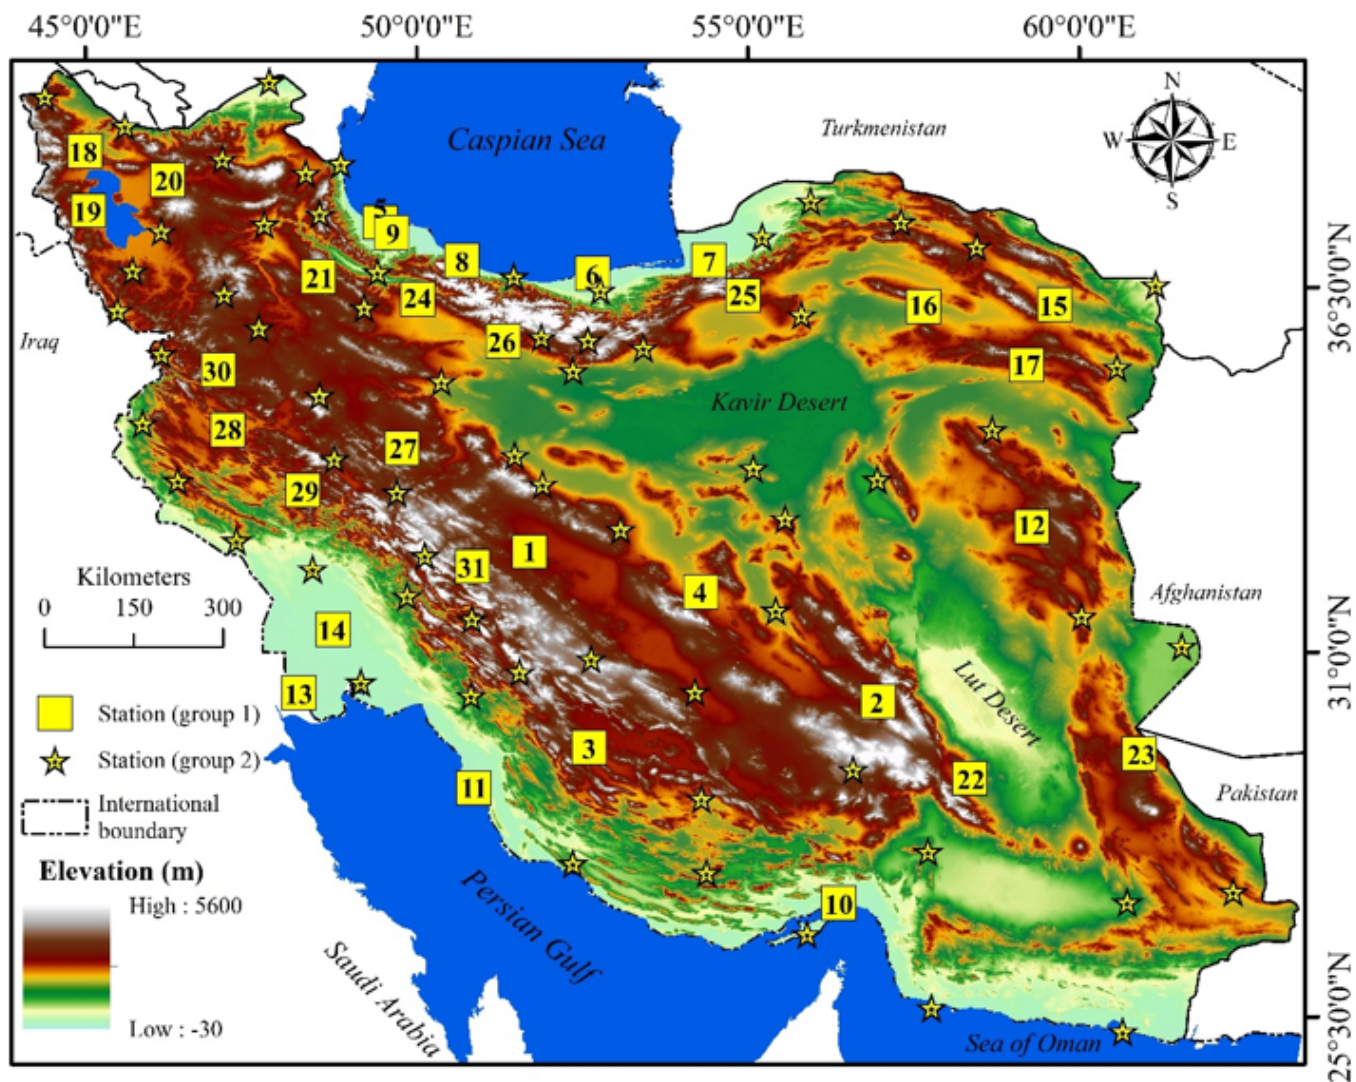 45°0'0"E
50°0'0"E
55°0'0"E
60°0'0"E
N
W
E
S
Caspian Sea
Turkmenistan
18
20
19
5
9
8
6
7
21
24
25
16
15
36°30'0"N
Iraq
26
17
30
Kavir Desert
28
27
29
12
1
31
4
Afghanistan
Kilometers
0 150 300
14
31°0'0"N
13
Lut Desert
2
Station (group 1)
3
23
Station (group 2)
22
11
Pakistan
International
boundary
Elevation (m)
High : 5600
10
Persian Gulf
Saudi Arabia
Low : -30
25°30'0"N
Sea of Oman